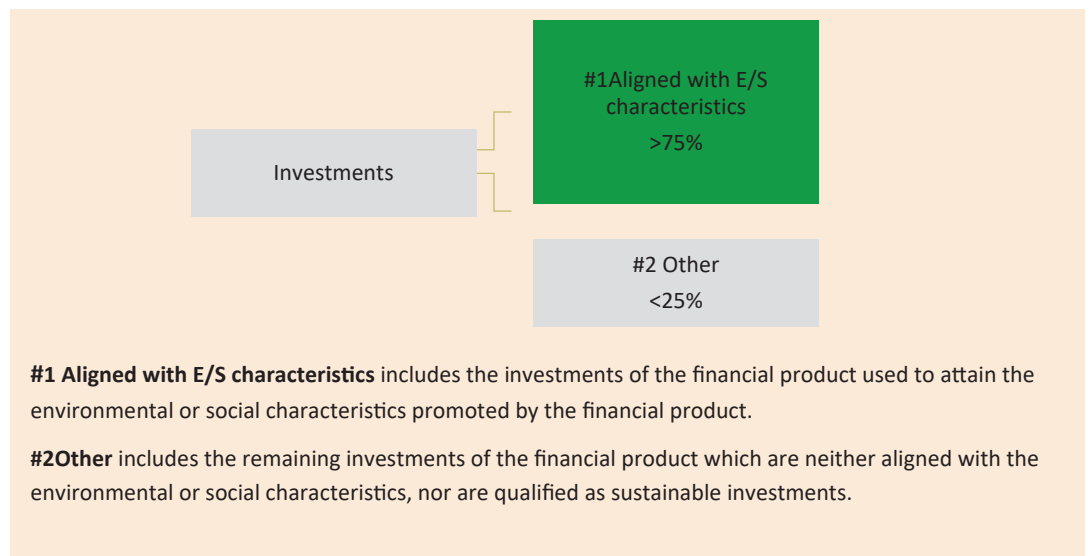 #1Aligned with E/S
characteristics
>75%
Investments
#2 Other
<25%
#1 Aligned with E/S characteristics includes the investments of the financial product used to attain the
environmental or social characteristics promoted by the financial product.
#2Other includes the remaining investments of the financial product which are neither aligned with the
environmental or social characteristics, nor are qualified as sustainable investments.